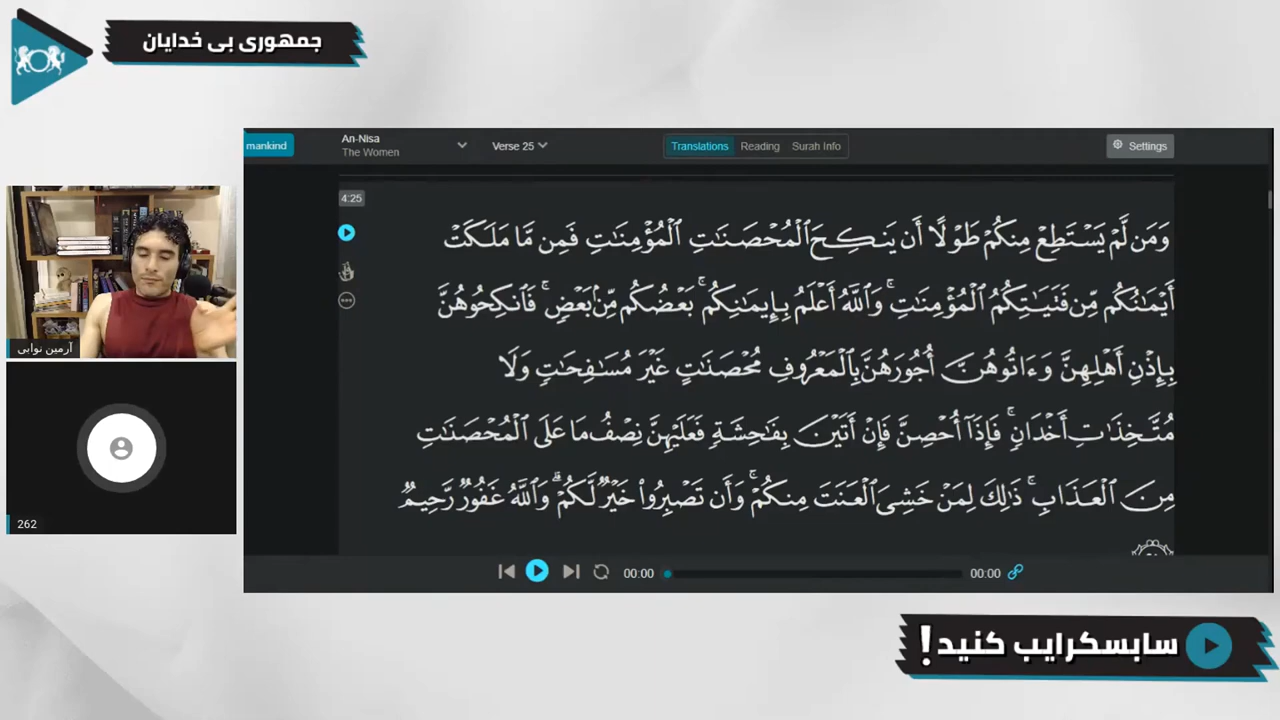 جمهوری بی خدایان
mankind
An-Nisa
The Women
Verse 25
Translations
Reading
Surah Info
Settings
4:25
وَمَن لَّمْ يَسْتَطِعْ مِنكُمْ طَوْلًا أَن يَنكِحَ ٱلْمُحْصَنَـٰتِ ٱلْمُؤْمِنَـٰتِ فَمِن مَّا مَلَكَتْ
أَيْمَـٰنُكُم مِّن فَتَيَـٰتِكُمُ ٱلْمُؤْمِنَـٰتِ ۚ وَٱللَّهُ أَعْلَمُ بِإِيمَـٰنِكُم ۚ بَعْضُكُم مِّنۢ بَعْضٍ ۚ فَٱنكِحُوهُنَّ
بِإِذْنِ أَهْلِهِنَّ وَءَاتُوهُنَّ أُجُورَهُنَّ بِٱلْمَعْرُوفِ مُحْصَنَـٰتٍ غَيْرَ مُسَـٰفِحَـٰتٍ وَلَا
مُتَّخِذَٰتِ أَخْدَانٍ ۚ فَإِذَآ أُحْصِنَّ فَإِنْ أَتَيْنَ بِفَـٰحِشَةٍ فَعَلَيْهِنَّ نِصْفُ مَا عَلَى ٱلْمُحْصَنَـٰتِ
مِنَ ٱلْعَذَابِ ۚ ذَٰلِكَ لِمَنْ خَشِىَ ٱلْعَنَتَ مِنكُمْ ۚ وَأَن تَصْبِرُوا۟ خَيْرٌ لَّكُمْ ۗ وَٱللَّهُ غَفُورٌ رَّحِيمٌ
آرمین نوابی
262
00:00
00:00
سابسکرایب کنید!